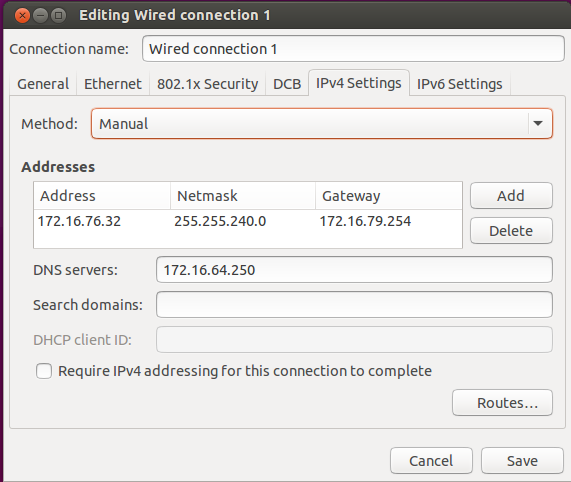 Editing Wired connection 1
Connection name: Wired connection 1
General Ethernet 802.1x Security DCB IPv4 Settings IPv6 Settings
Method: Manual
Addresses
Address Netmask Gateway
172.16.76.32 255.255.240.0 172.16.79.254
Add
Delete
DNS servers: 172.16.64.250
Search domains:
DHCP client ID:
Require IPv4 addressing for this connection to complete
Routes...
Cancel Save